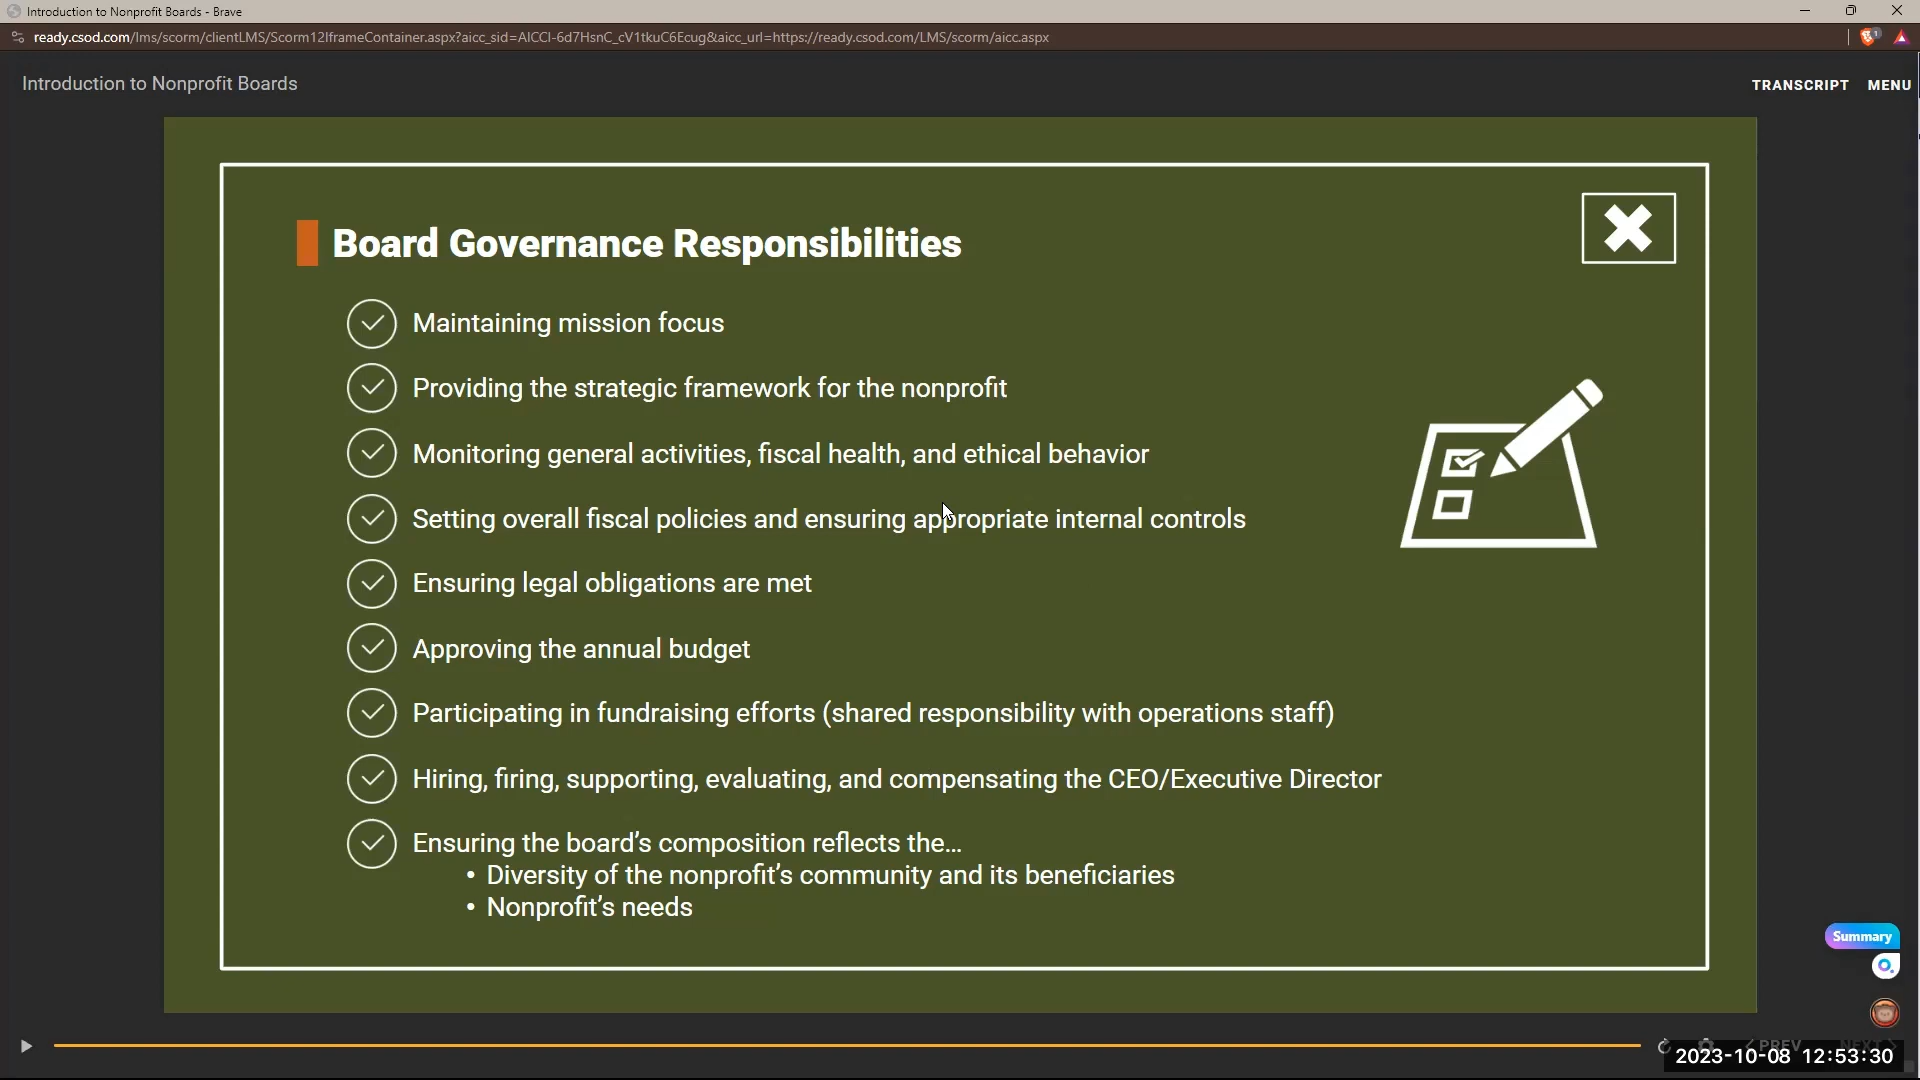 Introduction to Nonprofit Boards - Brave
ready.csod.com/lms/scorm/clientLMS/Scorm12IframeContainer.aspx?aicc_sid=AICCI-6d7HsnC_cV1tkuC6Ecug&aicc_url=https://ready.csod.com/LMS/scorm/aicc.aspx
1
Introduction to Nonprofit Boards
TRANSCRIPT MENU
Board Governance Responsibilities
Maintaining mission focus
Providing the strategic framework for the nonprofit
Monitoring general activities, fiscal health, and ethical behavior
Setting overall fiscal policies and ensuring appropriate internal controls
Ensuring legal obligations are met
Approving the annual budget
Participating in fundraising efforts (shared responsibility with operations staff)
Hiring, firing, supporting, evaluating, and compensating the CEO/Executive Director
Ensuring the board's composition reflects the...
• Diversity of the nonprofit's community and its beneficiaries
• Nonprofit's needs
Summary
< PREV NEXT >
2023-10-08 12:53:30